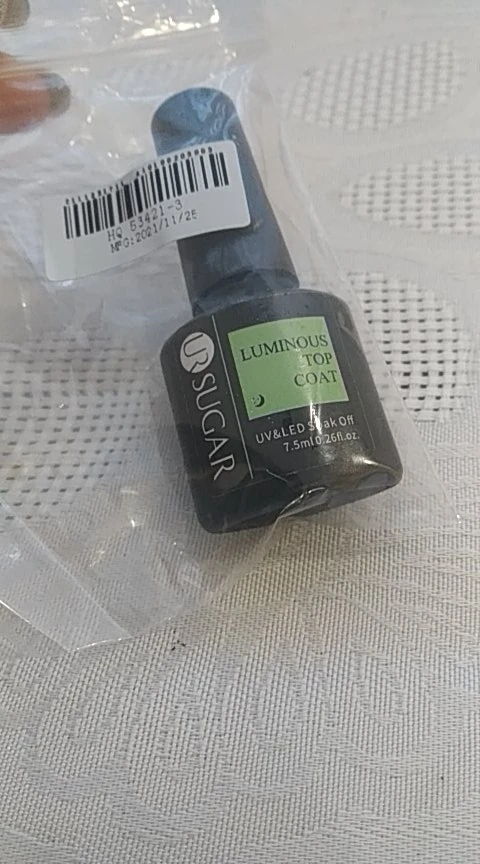 HQ 53421-3
MFG:2021/11/25
UR SUGAR
LUMINOUS
TOP
COAT
UV&LED Soak Off
7.5ml 0.26fl.oz.